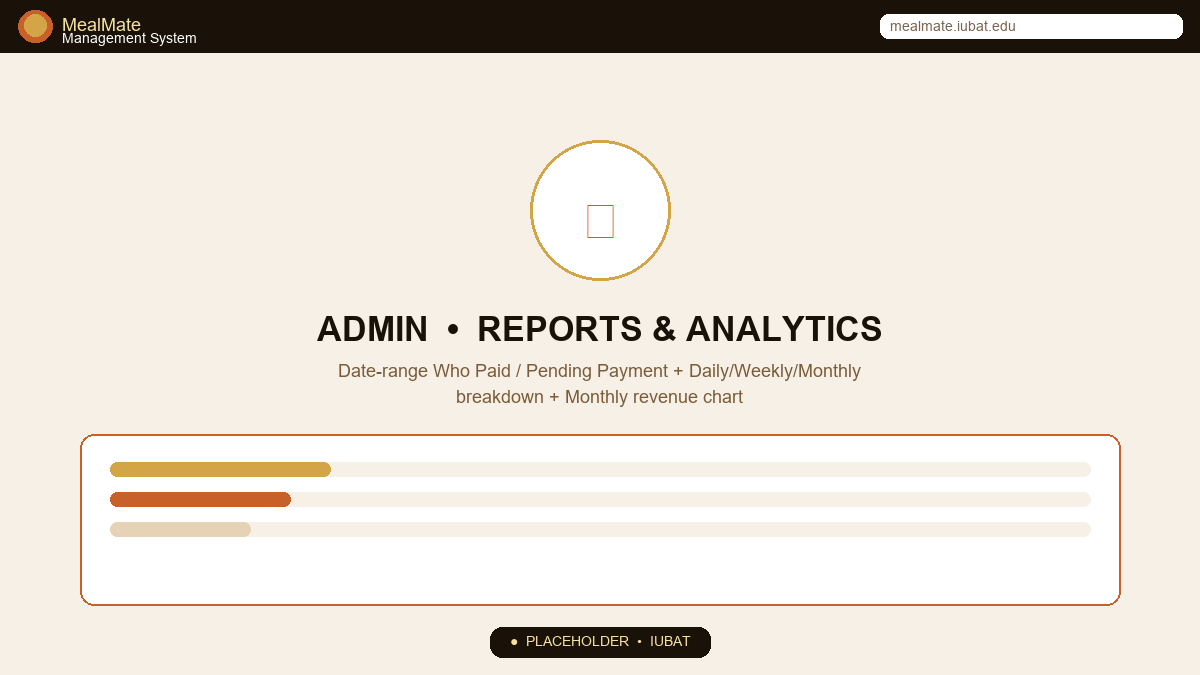 MealMate
Management System
mealmate.iubat.edu
ADMIN • REPORTS & ANALYTICS
Date-range Who Paid / Pending Payment + Daily/Weekly/Monthly
breakdown + Monthly revenue chart
● PLACEHOLDER • IUBAT